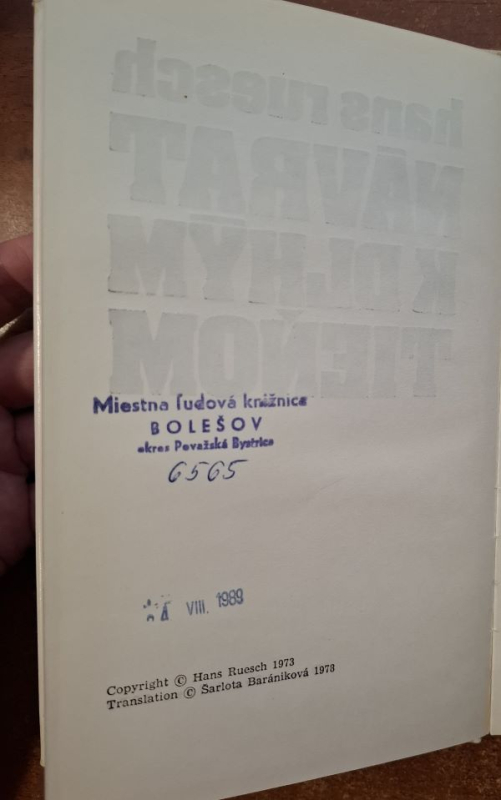 hans ruesch
NÁVRAT
K DLHÝM
TIEŇOM
Miestna ľudová knižnica
BOLEŠOV
okres Považská Bystrica
6565
VIII. 1989
Copyright © Hans Ruesch 1973
Translation © Šarlota Barániková 1978